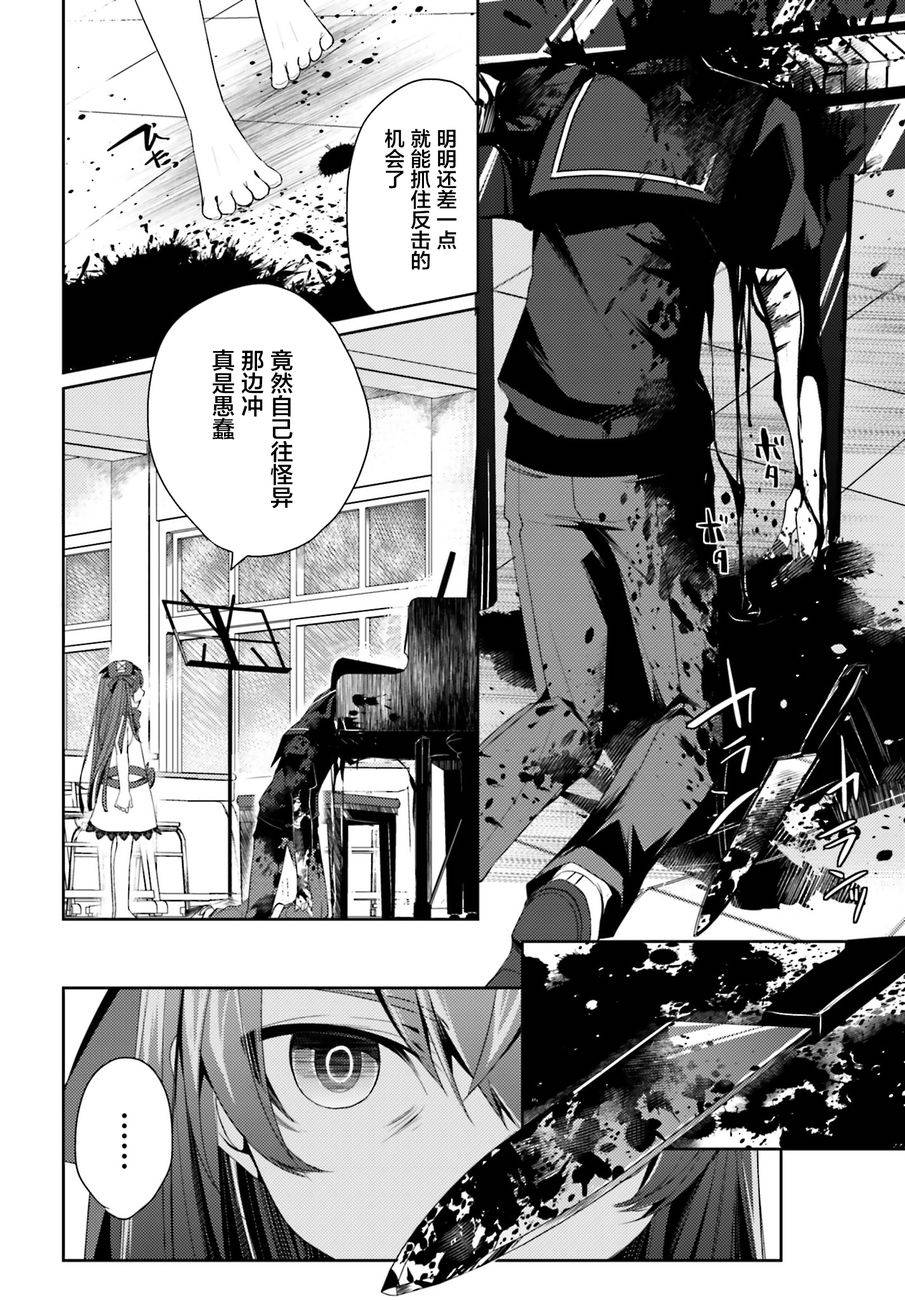 ボタ
ボタ
カラン
カラン
明明还差一点
就能抓住反击的
机会了
ぴた
竟然自己往怪异
那边冲
真是愚蠢
……